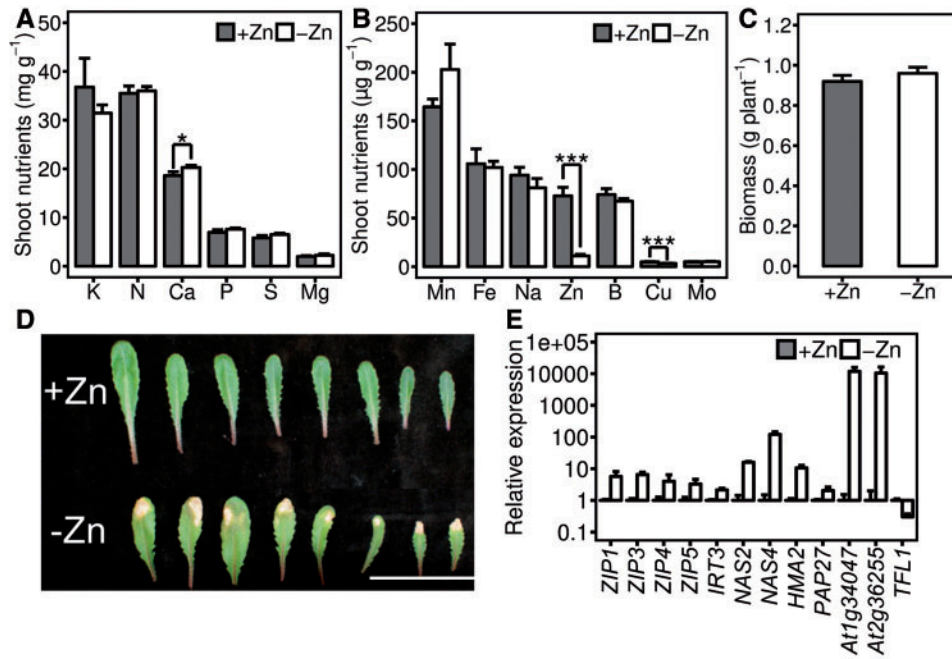 A
Shoot nutrients (mg g⁻¹)
50
40
30
20
10
0
+Zn –Zn
*
K N Ca P S Mg
B
Shoot nutrients (µg g⁻¹)
250
200
150
100
50
0
+Zn –Zn
***
***
Mn Fe Na Zn B Cu Mo
C
Biomass (g plant⁻¹)
1.2
1.0
0.8
0.6
0.4
0.2
0.0
+Zn –Zn
D
+Zn
-Zn
E
Relative expression
1e+05
10000
1000
100
10
1
0.1
+Zn –Zn
ZIP1
ZIP3
ZIP4
ZIP5
IRT3
NAS2
NAS4
HMA2
PAP27
At1g34047
At2g36255
TFL1